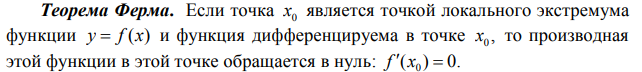 Теорема Ферма. Если точка x₀ является точкой локального экстремума
функции y = f(x) и функция дифференцируема в точке x₀, то производная
этой функции в этой точке обращается в нуль: f′(x₀) = 0.